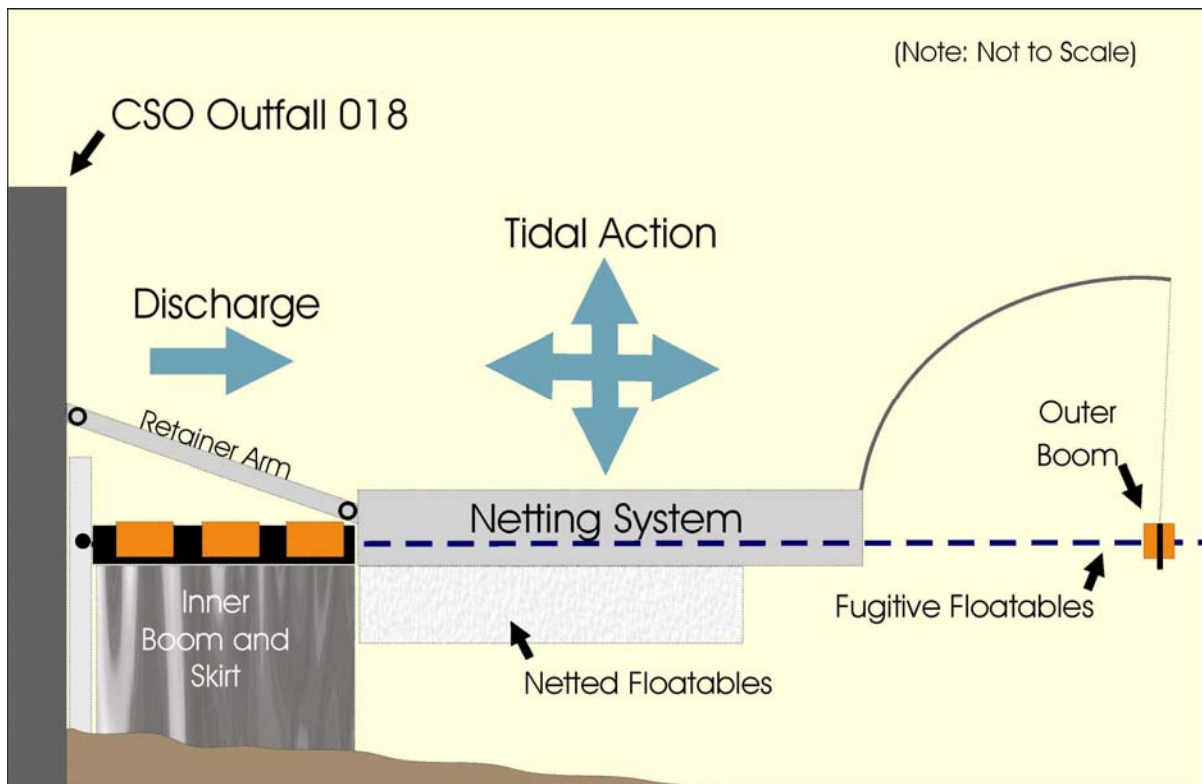 (Note: Not to Scale)
CSO Outfall 018
Tidal Action
Discharge
Retainer Arm
Outer
Boom
Netting System
Inner
Boom and
Skirt
Fugitive Floatables
Netted Floatables